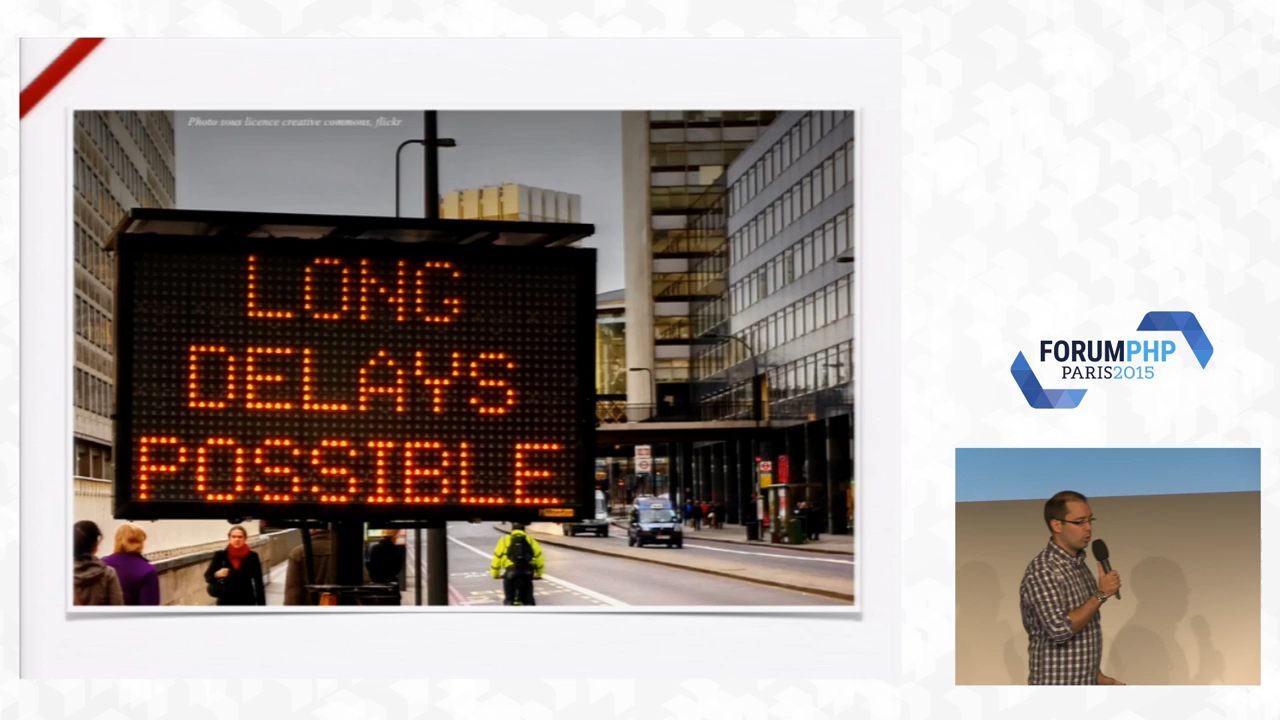 Photo sous licence creative commons, flickr
LONG
DELAYS
POSSIBLE
FORUMPHP
PARIS2015